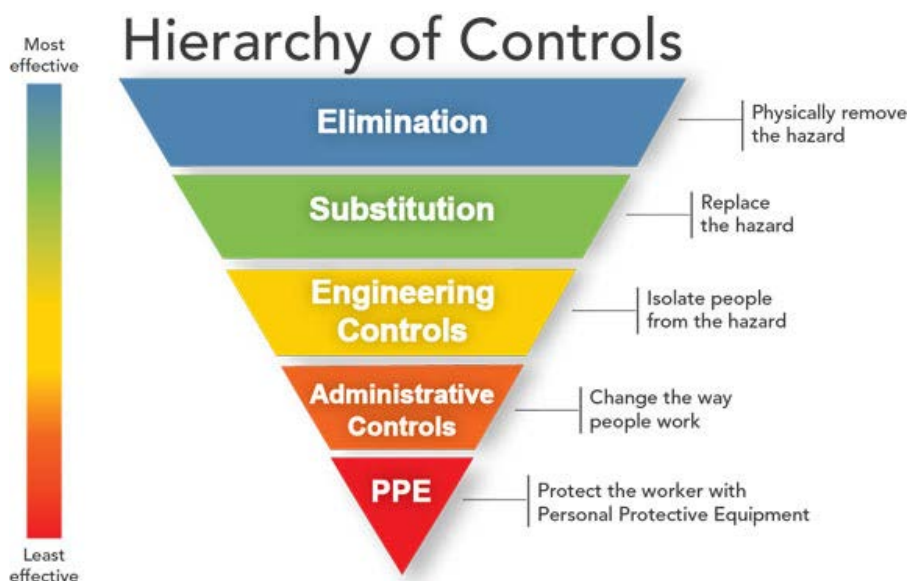 Hierarchy of Controls
Most
effective
Elimination
Physically remove
the hazard
Substitution
Replace
the hazard
Engineering
Controls
Isolate people
from the hazard
Administrative
Controls
Change the way
people work
PPE
Protect the worker with
Personal Protective Equipment
Least
effective